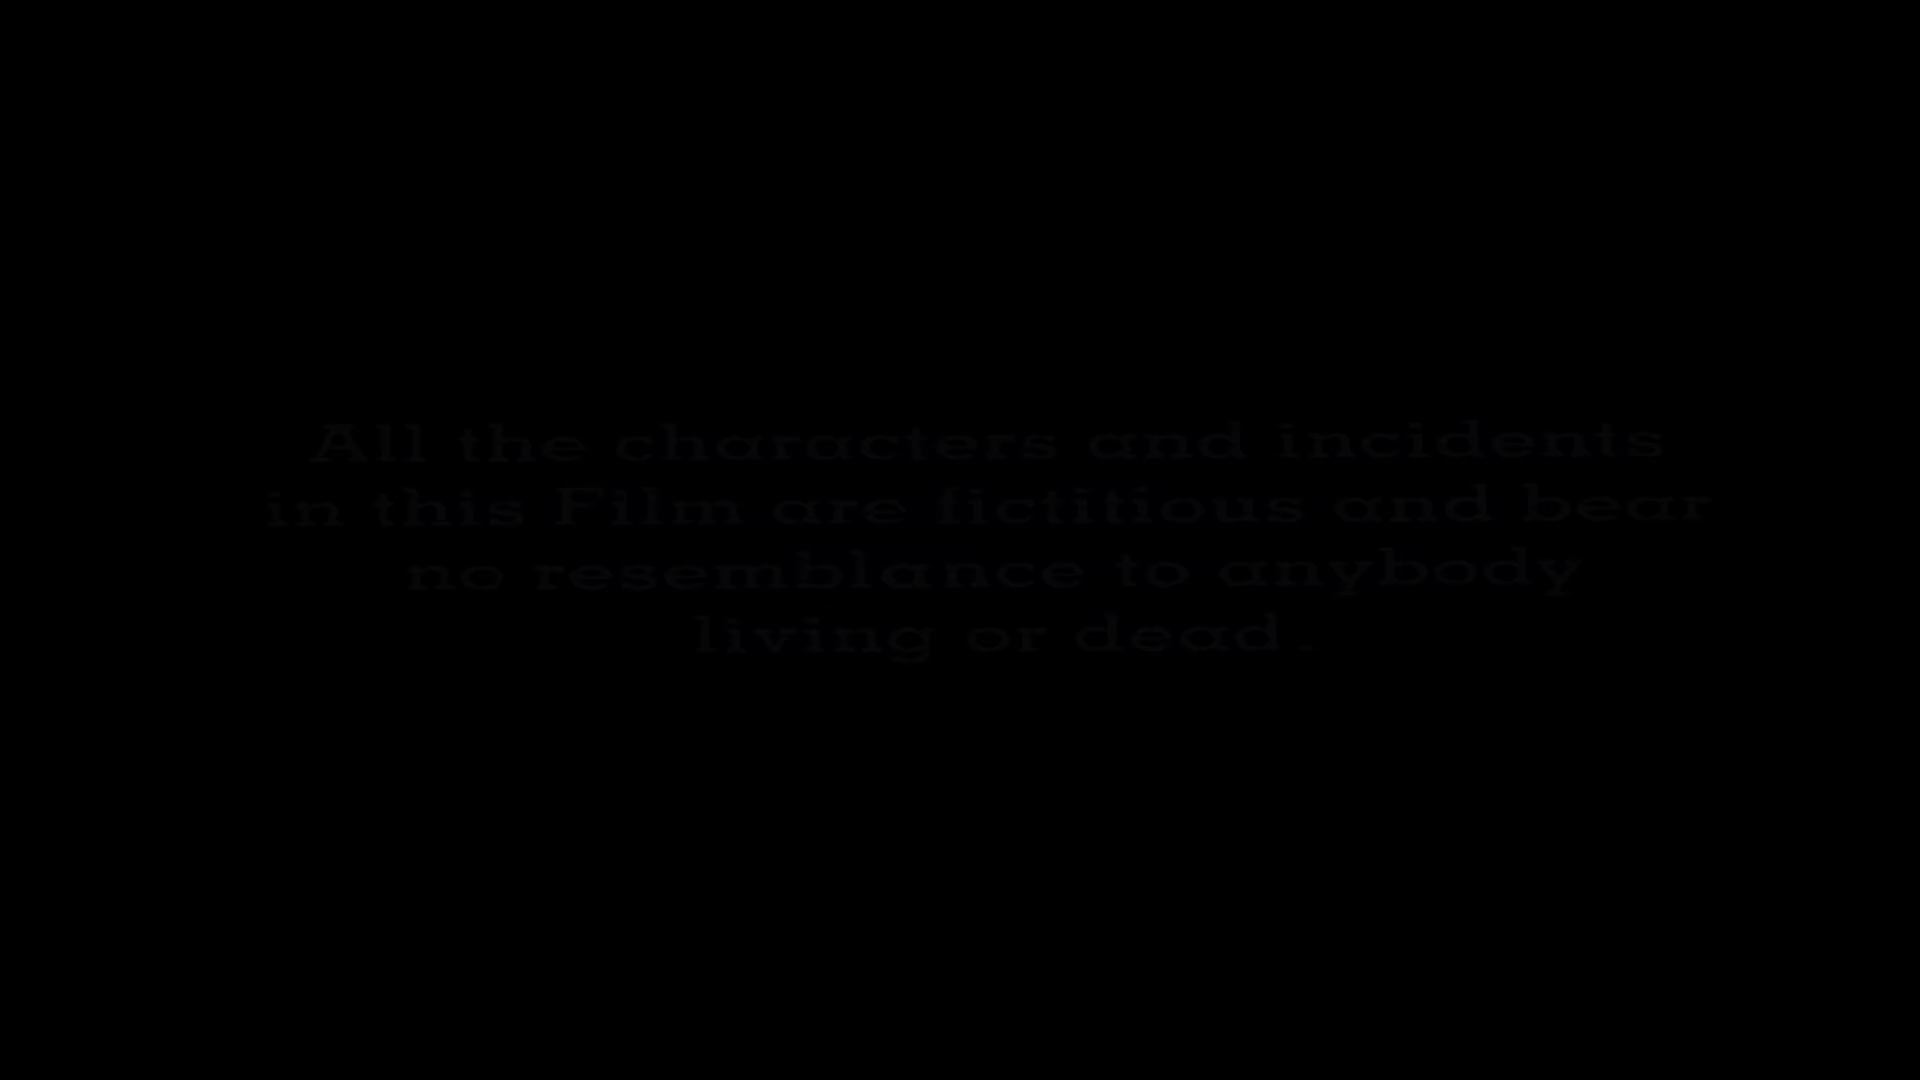 All the characters and incidents
in this Film are fictitious and bear
no resemblance to anybody
living or dead.